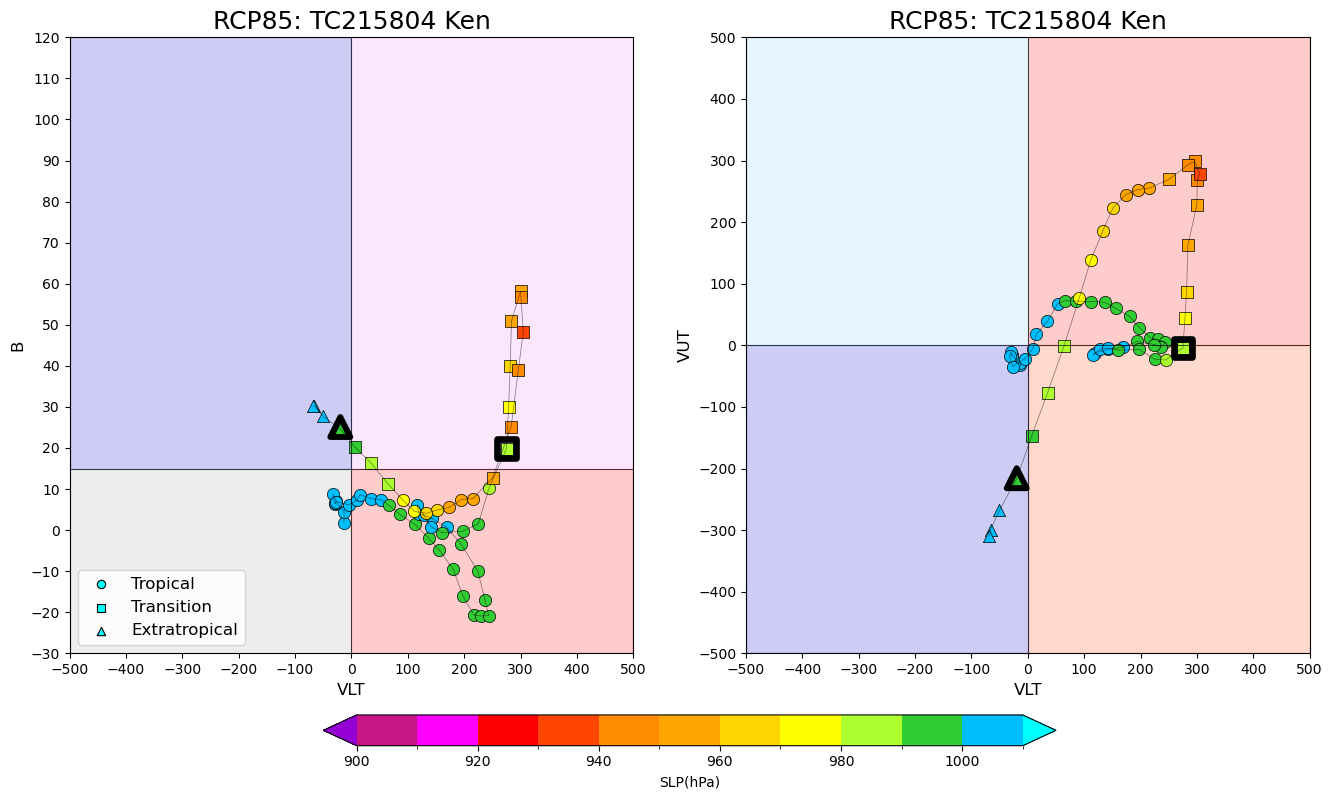 RCP85: TC215804 Ken
RCP85: TC215804 Ken
120
110
100
90
80
70
60
50
40
30
20
10
0
−10
−20
−30
B
Tropical
Transition
Extratropical
−500 −400 −300 −200 −100 0 100 200 300 400 500
VLT
500
400
300
200
100
0
−100
−200
−300
−400
−500
VUT
−500 −400 −300 −200 −100 0 100 200 300 400 500
VLT
900 920 940 960 980 1000
SLP(hPa)